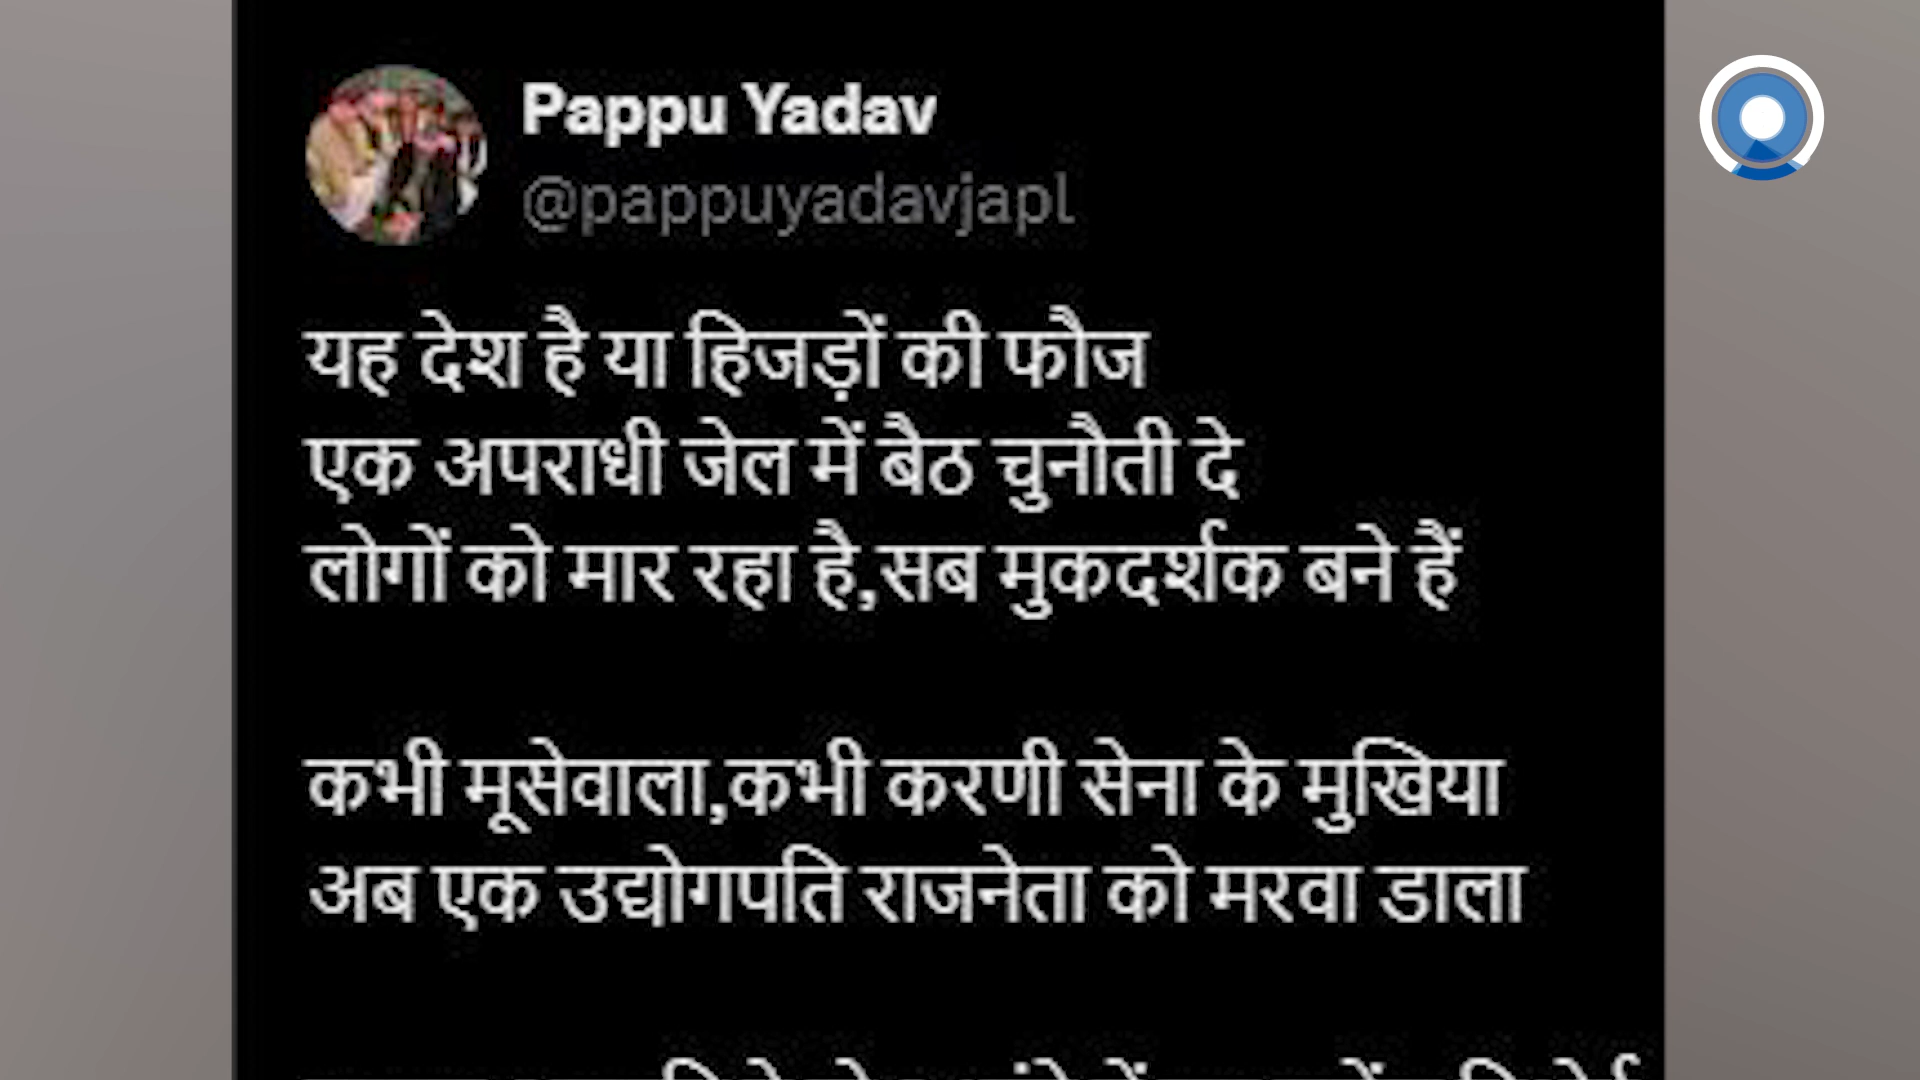 Pappu Yadav
@pappuyadavjapl
यह देश है या हिजड़ों की फौज
एक अपराधी जेल में बैठ चुनौती दे
लोगों को मार रहा है,सब मुकदर्शक बने हैं
कभी मूसेवाला,कभी करणी सेना के मुखिया
अब एक उद्योगपति राजनेता को मरवा डाला